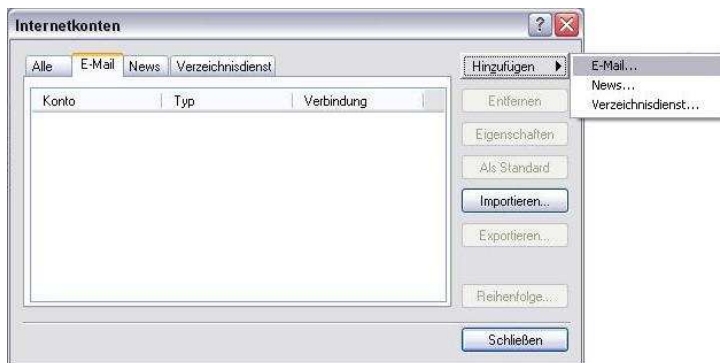 Internetkonten
Alle E-Mail News Verzeichnisdienst
Konto Typ Verbindung
Hinzufügen
E-Mail...
News...
Verzeichnisdienst...
Entfernen
Eigenschaften
Als Standard
Importieren...
Exportieren...
Reihenfolge...
Schließen